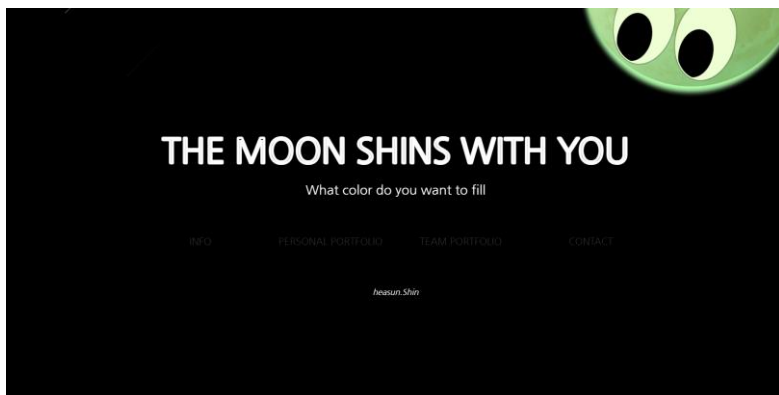 THE MOON SHINS WITH YOU
What color do you want to fill
INFO PERSONAL PORTFOLIO TEAM PORTFOLIO CONTACT
heasun.Shin